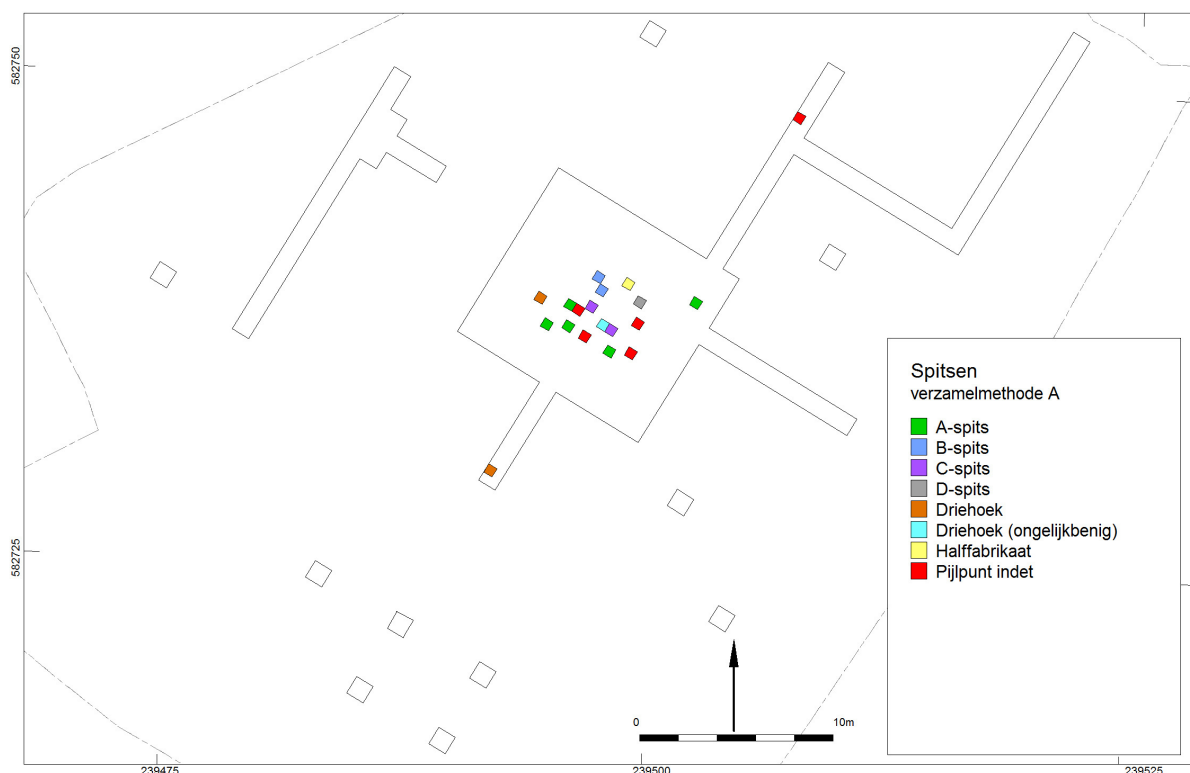 582750
582725
Spitsen
verzamelmethode A
A-spits
B-spits
C-spits
D-spits
Driehoek
Driehoek (ongelijkbenig)
Halffabrikaat
Pijlpunt indet
0 10m
239475 239500 239525